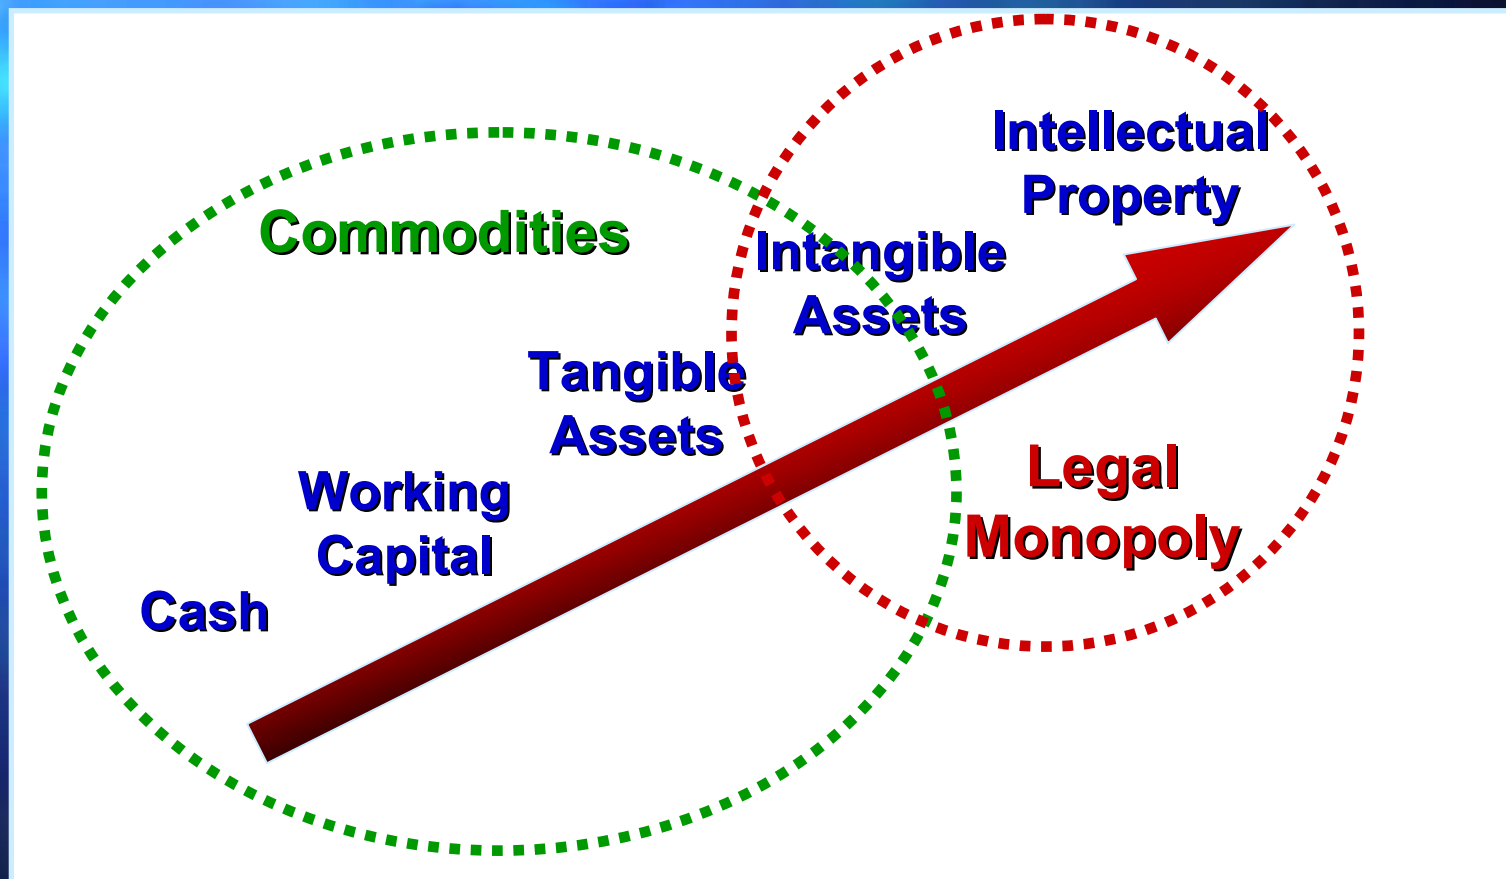 Intellectual
Property
Commodities
Intangible
Assets
Tangible
Assets
Legal
Monopoly
Working
Capital
Cash